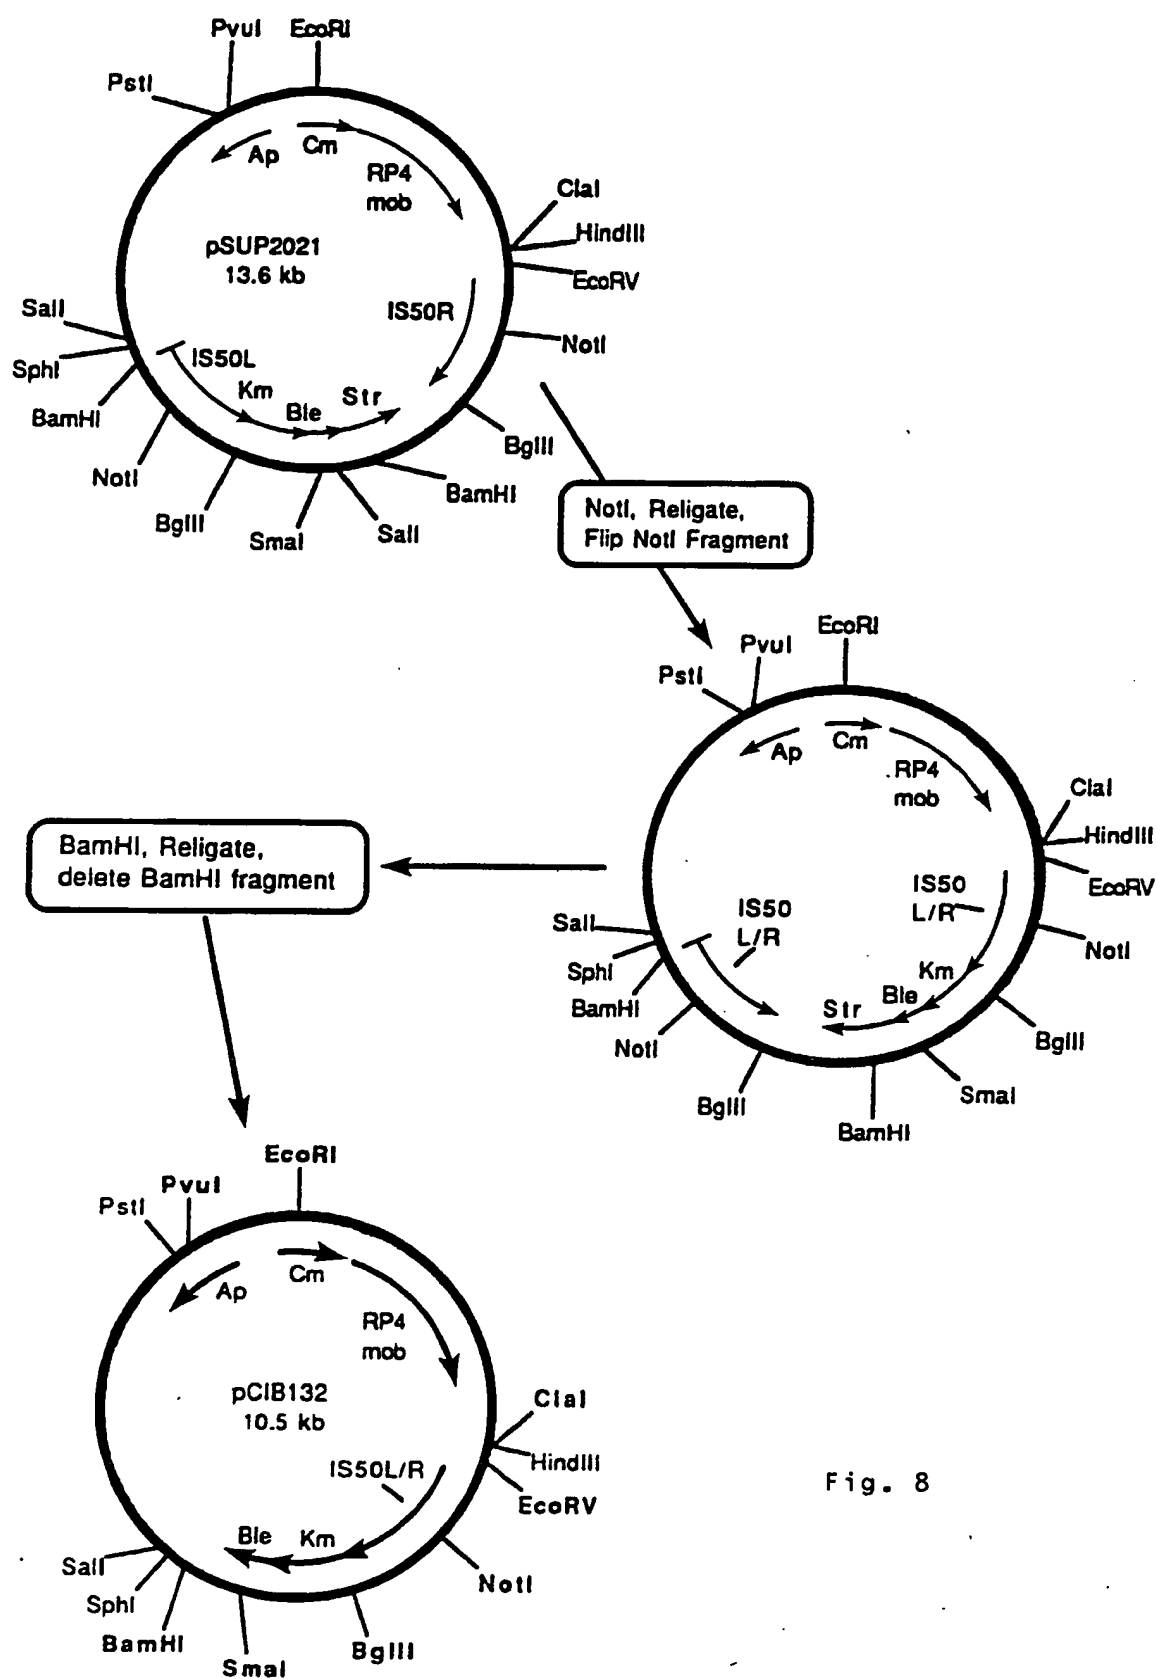 PvuI
EcoRI
PstI
Ap
Cm
RP4
mob
ClaI
HindIII
EcoRV
pSUP2021
13.6 kb
IS50R
NotI
SalI
SphI
BamHI
IS50L
Km
Ble
Str
NotI
BglII
SmaI
SalI
BamHI
BglII
NotI, Religate,
Flip NotI Fragment
EcoRI
PvuI
PstI
Ap
Cm
RP4
mob
ClaI
HindIII
EcoRV
IS50
L/R
IS50
L/R
NotI
SalI
SphI
BamHI
Km
Ble
Str
NotI
BglII
BglII
SmaI
BamHI
BamHI, Religate,
delete BamHI fragment
EcoRI
PvuI
PstI
Ap
Cm
RP4
mob
pCIB132
10.5 kb
ClaI
HindIII
EcoRV
IS50L/R
Ble
Km
SalI
SphI
BamHI
SmaI
BglII
NotI
Fig. 8